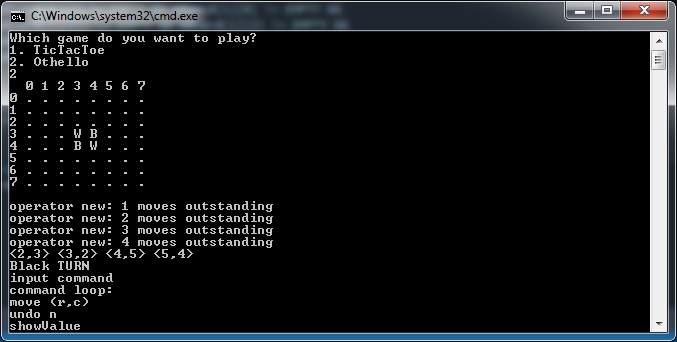 C:\Windows\system32\cmd.exe
Which game do you want to play?
1. TicTacToe
2. Othello
2
  0 1 2 3 4 5 6 7
0 . . . . . . . .
1 . . . . . . . .
2 . . . . . . . .
3 . . . W B . . .
4 . . . B W . . .
5 . . . . . . . .
6 . . . . . . . .
7 . . . . . . . .
operator new: 1 moves outstanding
operator new: 2 moves outstanding
operator new: 3 moves outstanding
operator new: 4 moves outstanding
(2,3) (3,2) (4,5) (5,4)
Black TURN
input command
command loop:
move (r,c)
undo n
showValue